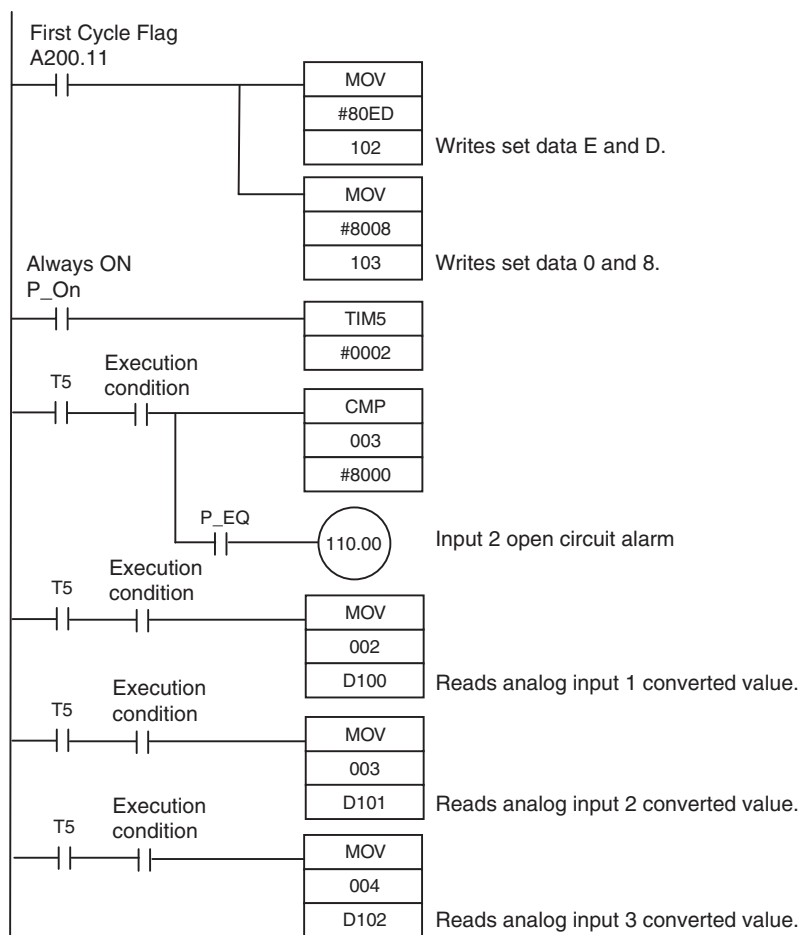 First Cycle Flag
A200.11
MOV
#80ED
102 Writes set data E and D.
MOV
#8008
103 Writes set data 0 and 8.
Always ON
P_On
TIM5
#0002
T5 Execution
condition
CMP
003
#8000
P_EQ
110.00 Input 2 open circuit alarm
T5 Execution
condition
MOV
002
D100 Reads analog input 1 converted value.
T5 Execution
condition
MOV
003
D101 Reads analog input 2 converted value.
T5 Execution
condition
MOV
004
D102 Reads analog input 3 converted value.